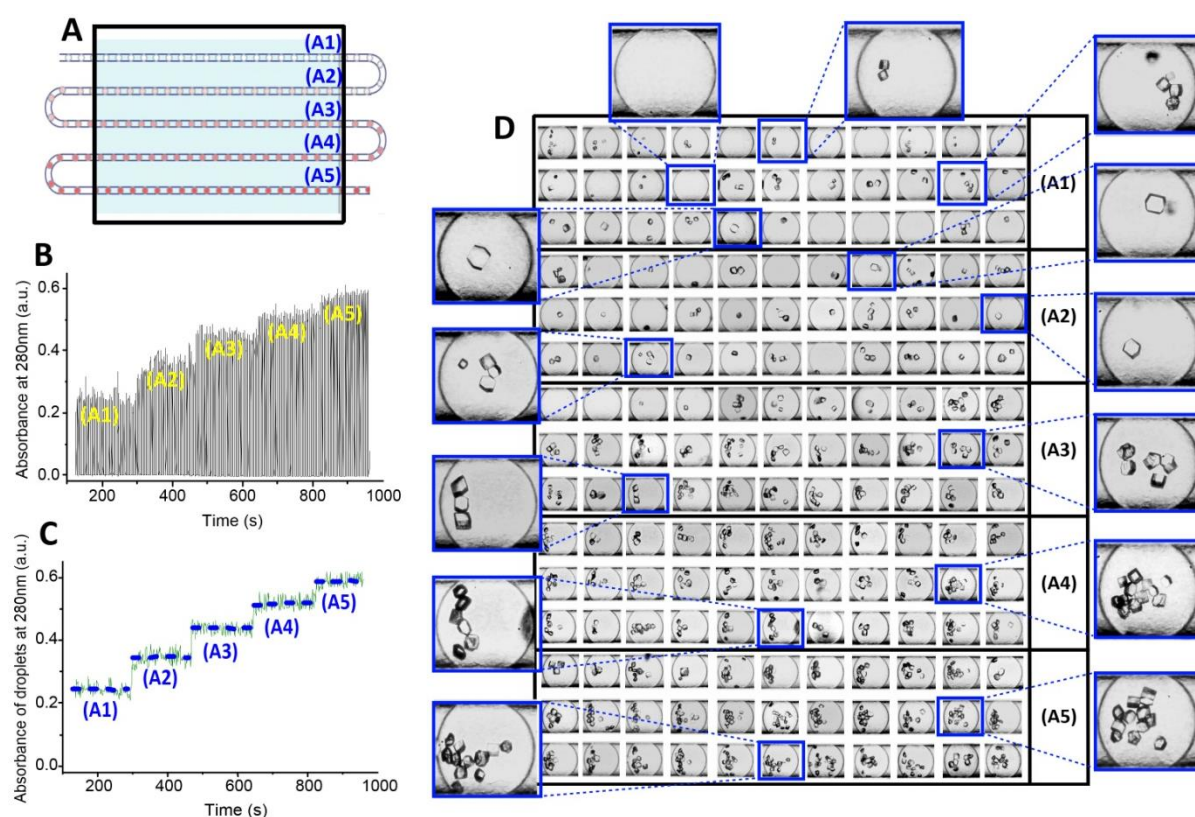 A
(A1)
(A2)
(A3)
(A4)
(A5)
B
Absorbance at 280nm (a.u.)
0.6
0.4
0.2
0.0
(A1)
(A2)
(A3)
(A4)
(A5)
200
400
600
800
1000
Time (s)
C
Absorbance of droplets at 280nm (a.u.)
0.6
0.4
0.2
0.0
(A1)
(A2)
(A3)
(A4)
(A5)
200
400
600
800
1000
Time (s)
D
(A1)
(A2)
(A3)
(A4)
(A5)